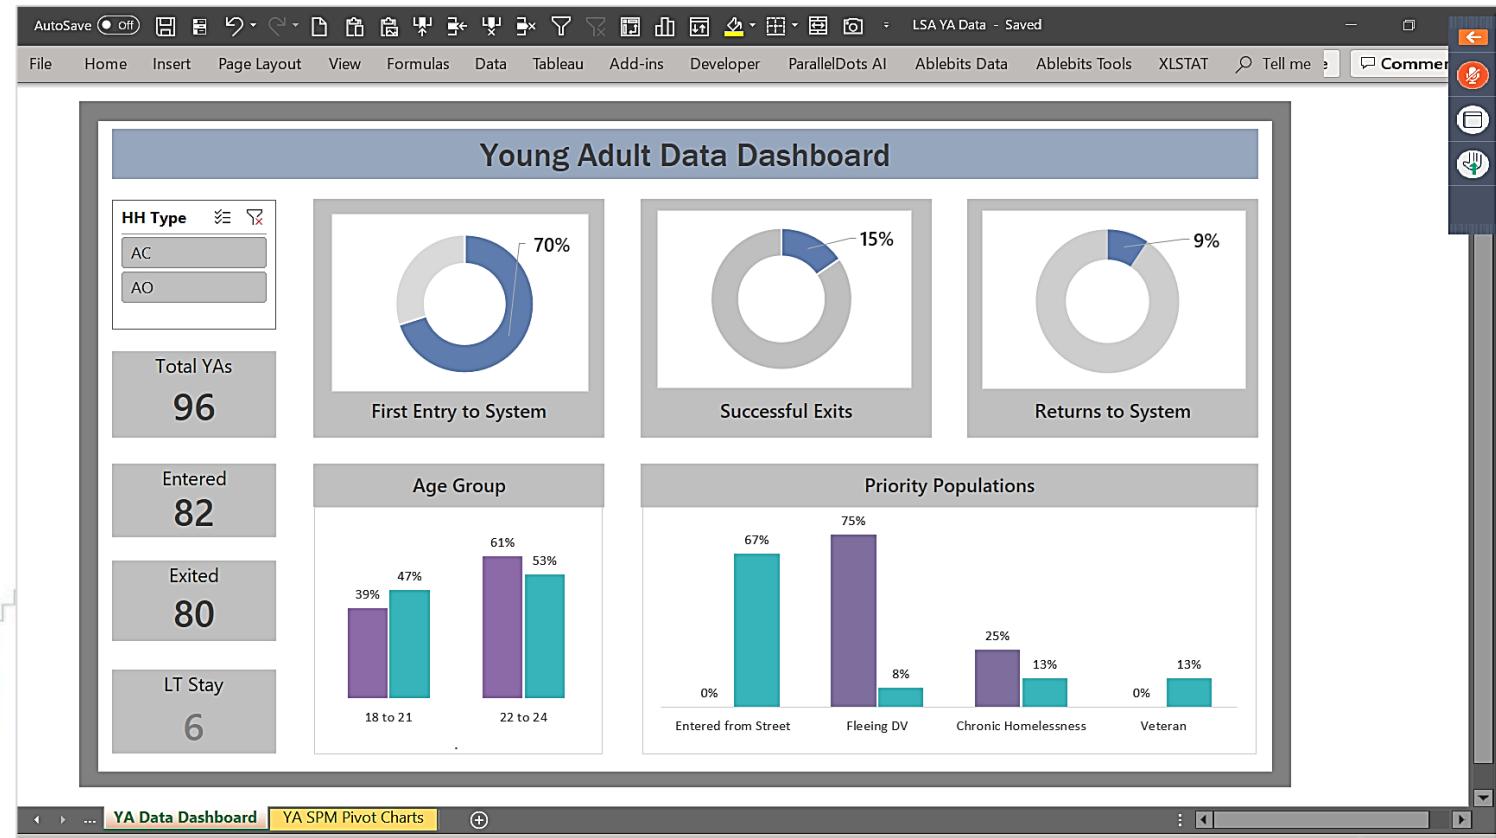 AutoSave Off LSA YA Data - Saved
File Home Insert Page Layout View Formulas Data Tableau Add-ins Developer ParallelDots AI Ablebits Data Ablebits Tools XLSTAT Tell me
Young Adult Data Dashboard
HH Type
AC
AO
Total YAs
96
Entered
82
Exited
80
LT Stay
6
70%
First Entry to System
15%
Successful Exits
9%
Returns to System
Age Group
61%
53%
47%
39%
18 to 21 22 to 24
Priority Populations
75%
67%
25%
8% 13% 13%
0% 0%
Entered from Street Fleeing DV Chronic Homelessness Veteran
... YA Data Dashboard YA SPM Pivot Charts